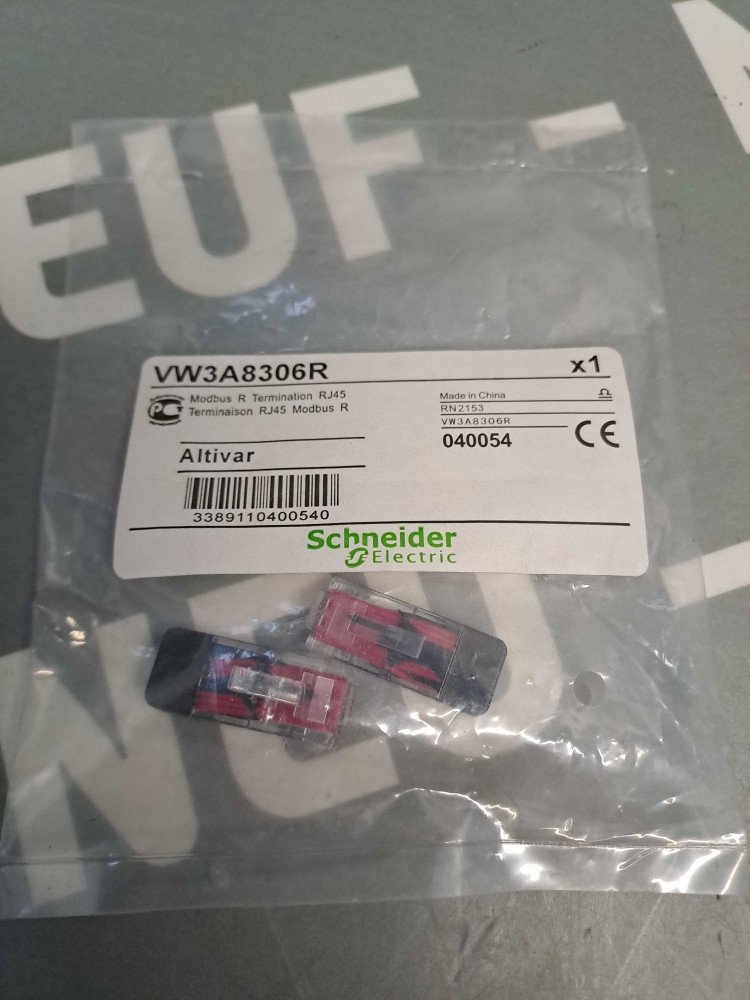 EUF -
VW3A8306R
x1
Modbus R Termination RJ45
Terminaison RJ45 Modbus R
Made in China
RN2153
VW3A8306R
040054
CE
Altivar
3389110400540
Schneider
Electric